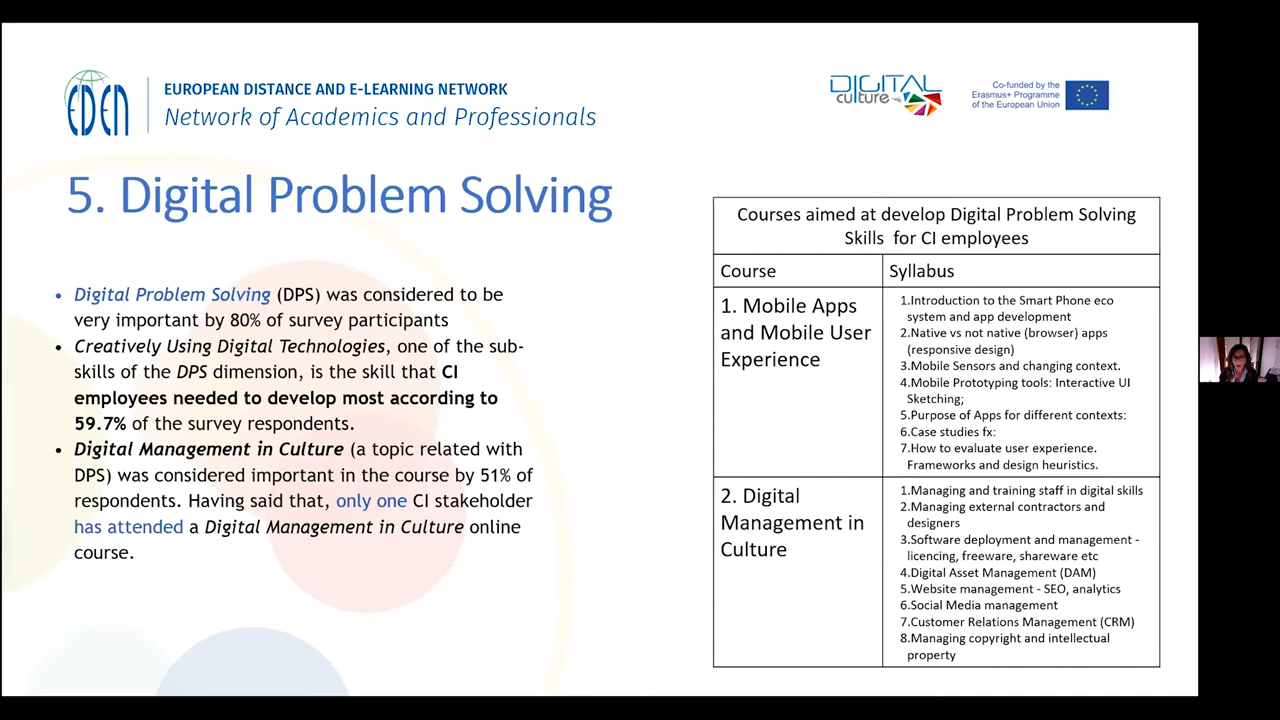 EDEN
EUROPEAN DISTANCE AND E-LEARNING NETWORK
Network of Academics and Professionals
DIGITAL
culture
Co-funded by the
Erasmus+ Programme
of the European Union
5. Digital Problem Solving
• Digital Problem Solving (DPS) was considered to be
very important by 80% of survey participants
• Creatively Using Digital Technologies, one of the sub-
skills of the DPS dimension, is the skill that CI
employees needed to develop most according to
59.7% of the survey respondents.
• Digital Management in Culture (a topic related with
DPS) was considered important in the course by 51% of
respondents. Having said that, only one CI stakeholder
has attended a Digital Management in Culture online
course.
Courses aimed at develop Digital Problem Solving
Skills for CI employees
Course
Syllabus
1. Mobile Apps
and Mobile User
Experience
1.Introduction to the Smart Phone eco
system and app development
2.Native vs not native (browser) apps
(responsive design)
3.Mobile Sensors and changing context.
4.Mobile Prototyping tools: Interactive UI
Sketching;
5.Purpose of Apps for different contexts:
6.Case studies fx:
7.How to evaluate user experience.
Frameworks and design heuristics.
2. Digital
Management in
Culture
1.Managing and training staff in digital skills
2.Managing external contractors and
designers
3.Software deployment and management -
licencing, freeware, shareware etc
4.Digital Asset Management (DAM)
5.Website management - SEO, analytics
6.Social Media management
7.Customer Relations Management (CRM)
8.Managing copyright and intellectual
property